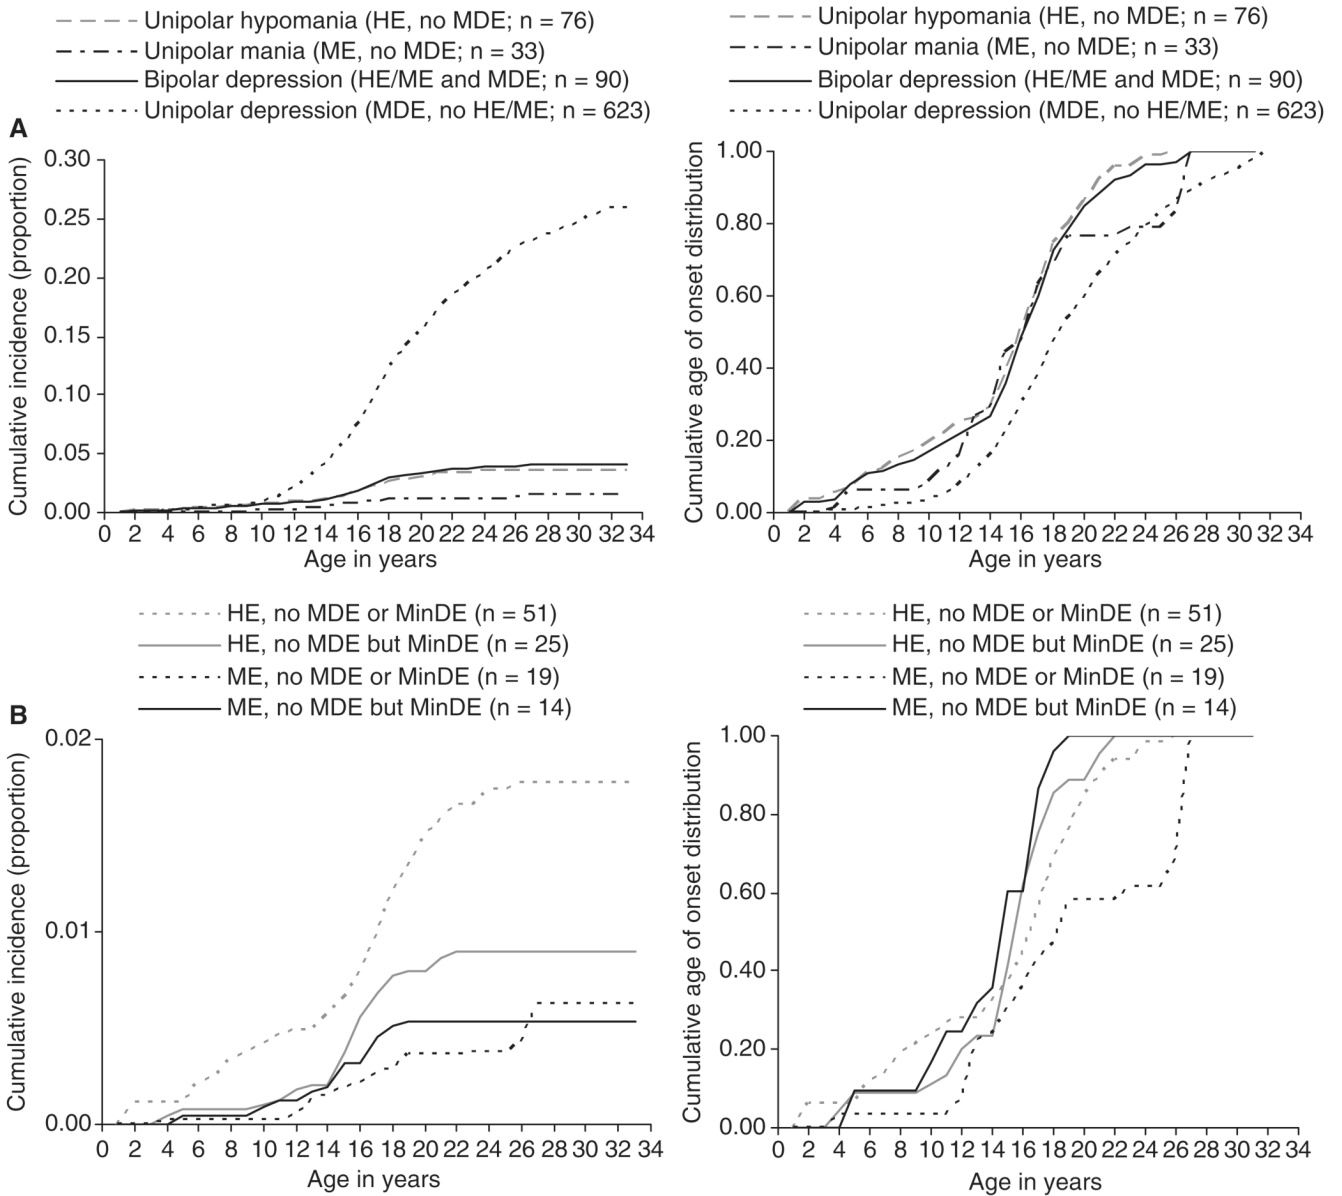 Unipolar hypomania (HE, no MDE; n = 76)
Unipolar mania (ME, no MDE; n = 33)
Bipolar depression (HE/ME and MDE; n = 90)
Unipolar depression (MDE, no HE/ME; n = 623)
Unipolar hypomania (HE, no MDE; n = 76)
Unipolar mania (ME, no MDE; n = 33)
Bipolar depression (HE/ME and MDE; n = 90)
Unipolar depression (MDE, no HE/ME; n = 623)
A
Cumulative incidence (proportion)
0.30
0.25
0.20
0.15
0.10
0.05
0.00
0 2 4 6 8 10 12 14 16 18 20 22 24 26 28 30 32 34
Age in years
Cumulative age of onset distribution
1.00
0.80
0.60
0.40
0.20
0.00
0 2 4 6 8 10 12 14 16 18 20 22 24 26 28 30 32 34
Age in years
HE, no MDE or MinDE (n = 51)
HE, no MDE but MinDE (n = 25)
ME, no MDE or MinDE (n = 19)
ME, no MDE but MinDE (n = 14)
HE, no MDE or MinDE (n = 51)
HE, no MDE but MinDE (n = 25)
ME, no MDE or MinDE (n = 19)
ME, no MDE but MinDE (n = 14)
B
Cumulative incidence (proportion)
0.02
0.01
0.00
0 2 4 6 8 10 12 14 16 18 20 22 24 26 28 30 32 34
Age in years
Cumulative age of onset distribution
1.00
0.80
0.60
0.40
0.20
0.00
0 2 4 6 8 10 12 14 16 18 20 22 24 26 28 30 32 34
Age in years